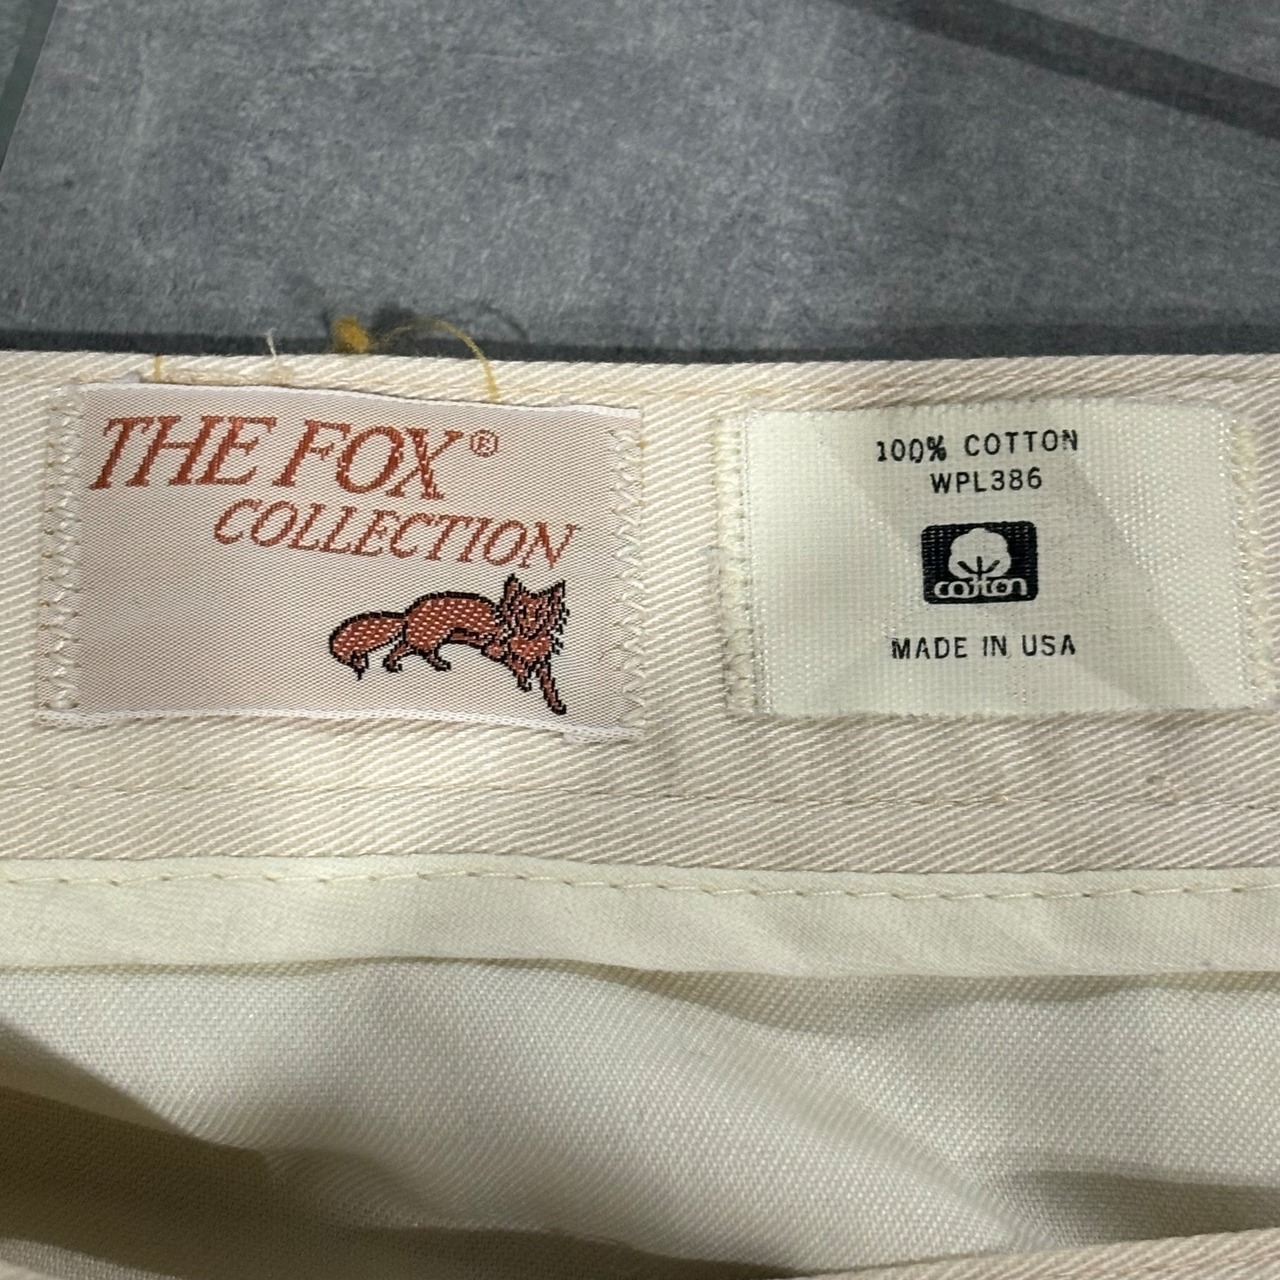 THE FOX®
COLLECTION
100% COTTON
WPL386
cotton
MADE IN USA